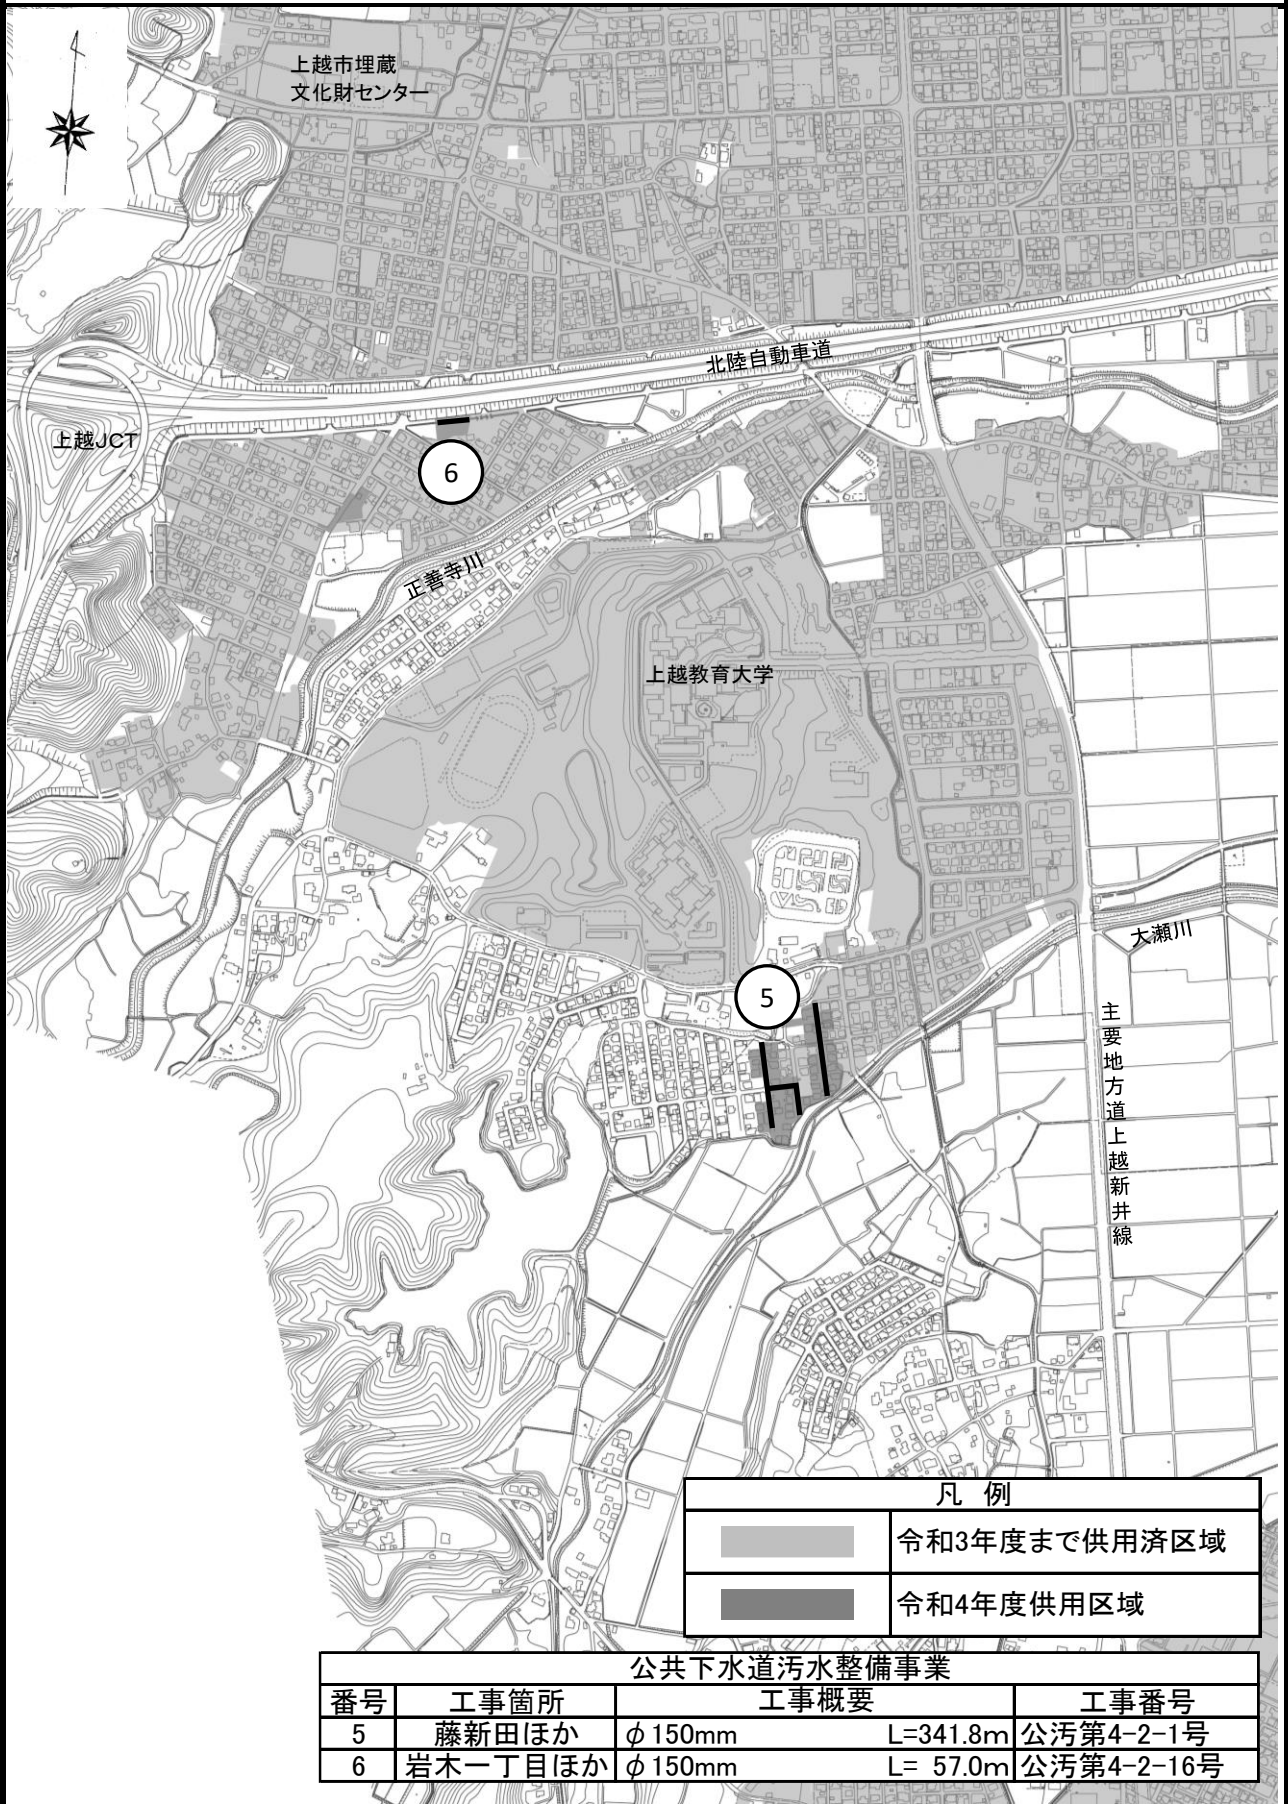 上越市埋蔵
文化財センター
北陸自動車道
上越JCT
6
正善寺川
上越教育大学
大瀬川
5
主要地方道上越新井線
凡 例
令和3年度まで供用済区域
令和4年度供用区域
公共下水道汚水整備事業
番号 工事箇所 工事概要 工事番号
5 藤新田ほか φ150mm L=341.8m 公汚第4-2-1号
6 岩木一丁目ほか φ150mm L= 57.0m 公汚第4-2-16号